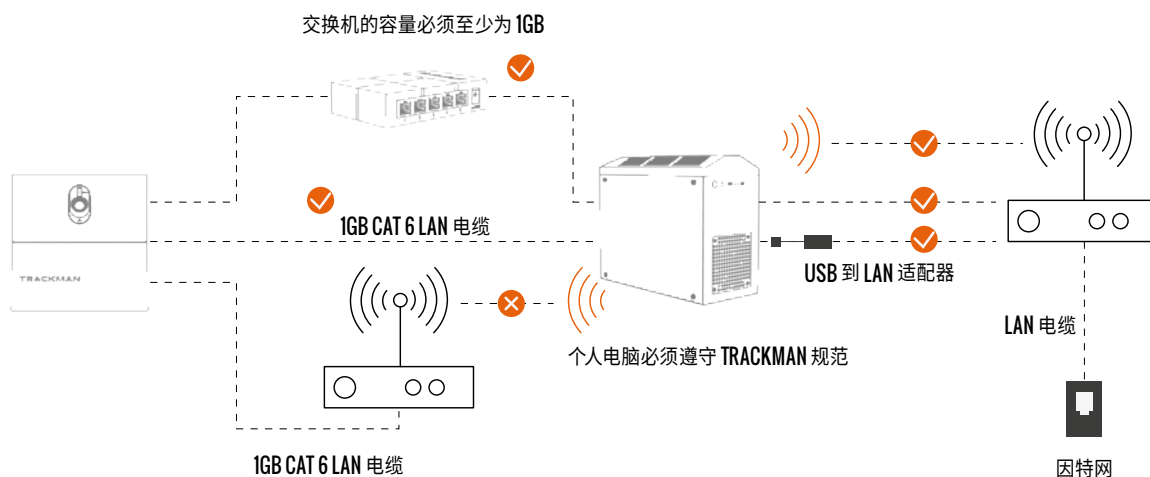 交换机的容量必须至少为 1GB
1GB CAT 6 LAN 电缆
TRACKMAN
USB 到 LAN 适配器
LAN 电缆
个人电脑必须遵守 TRACKMAN 规范
1GB CAT 6 LAN 电缆
因特网